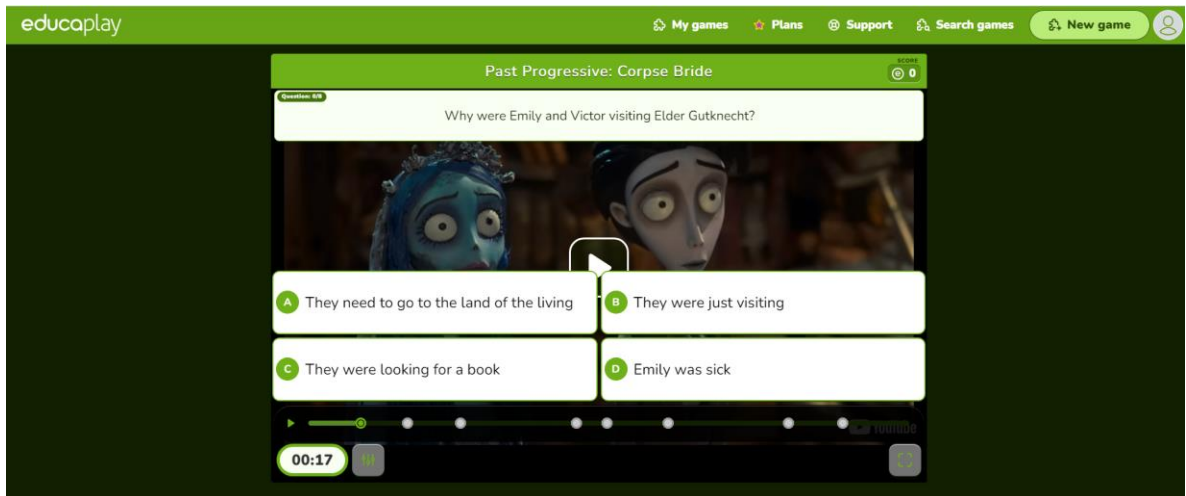 educaplay
My games
Plans
Support
Search games
New game
Past Progressive: Corpse Bride
SCORE
0
Question: 0/8
Why were Emily and Victor visiting Elder Gutknecht?
A They need to go to the land of the living
B They were just visiting
C They were looking for a book
D Emily was sick
YouTube
00:17